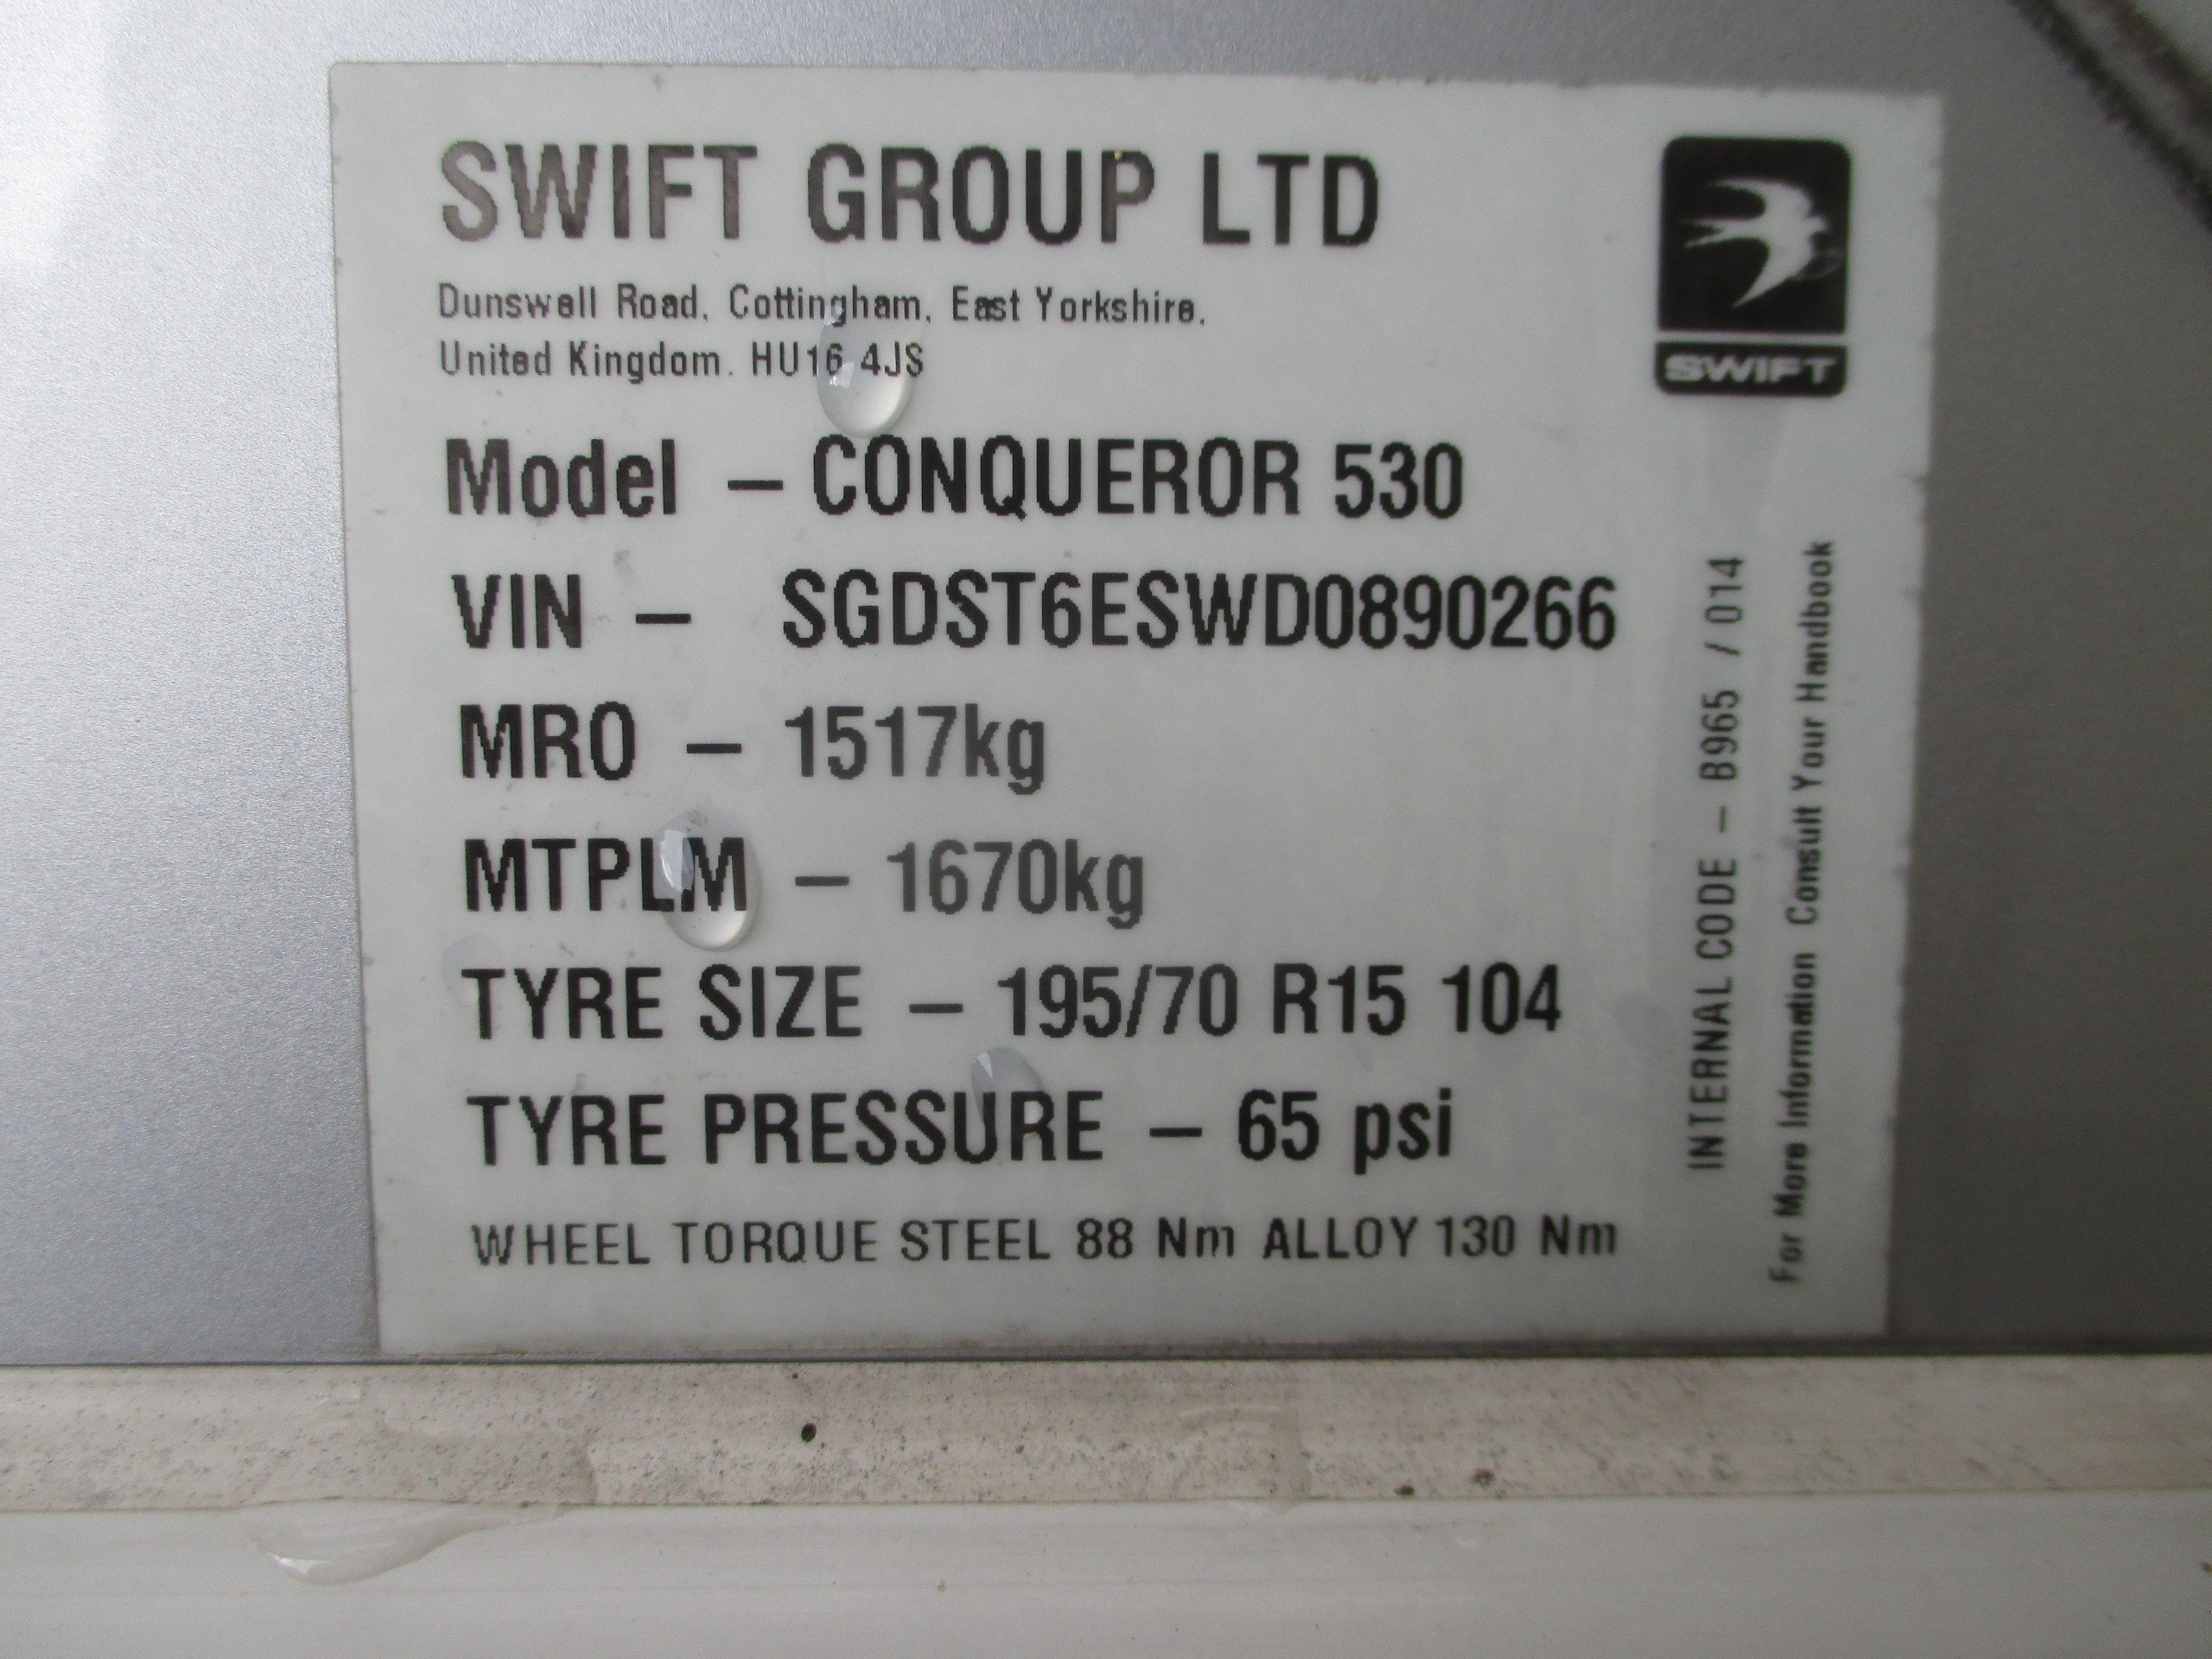 SWIFT GROUP LTD
Dunswell Road, Cottingham, East Yorkshire,
United Kingdom. HU16 4JS
SWIFT
Model – CONQUEROR 530
VIN – SGDST6ESWD0890266
MRO – 1517kg
MTPLM – 1670kg
TYRE SIZE – 195/70 R15 104
TYRE PRESSURE – 65 psi
WHEEL TORQUE STEEL 88 Nm ALLOY 130 Nm
INTERNAL CODE – B965 / 014
For More Information Consult Your Handbook